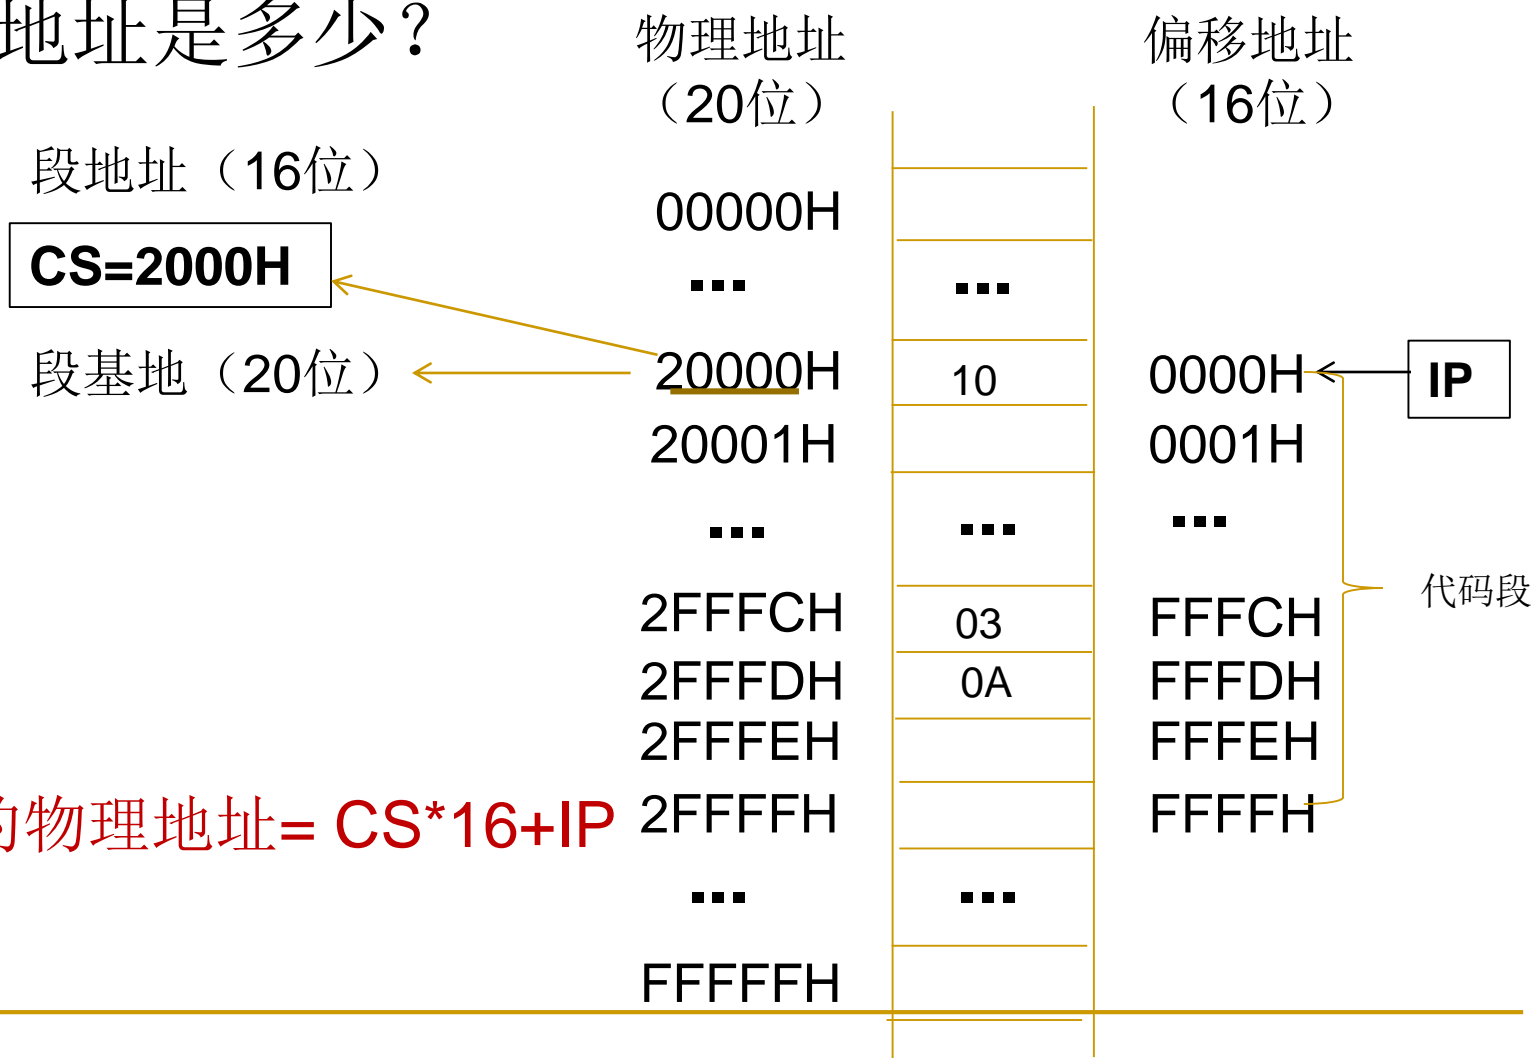 地址是多少？
物理地址
（20位）
偏移地址
（16位）
段地址（16位）
CS=2000H
段基地（20位）
00000H
...
...
20000H
10
0000H
IP
20001H
0001H
...
...
...
2FFFCH
03
FFFCH
代码段
2FFFDH
0A
FFFDH
2FFFEH
FFFEH
的物理地址= CS*16+IP
2FFFFH
FFFFH
...
...
FFFFFH